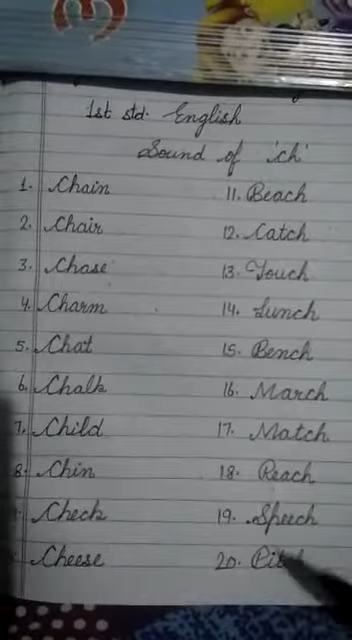 1st std. English
Sound of 'ch'
1. Chain
2. Chair
3. Chase
4. Charm
5. Chat
6. Chalk
7. Child
8. Chin
Check
Cheese
11. Beach
12. Catch
13. Touch
14. Lunch
15. Bench
16. March
17. Match
18. Reach
19. Speech
20.